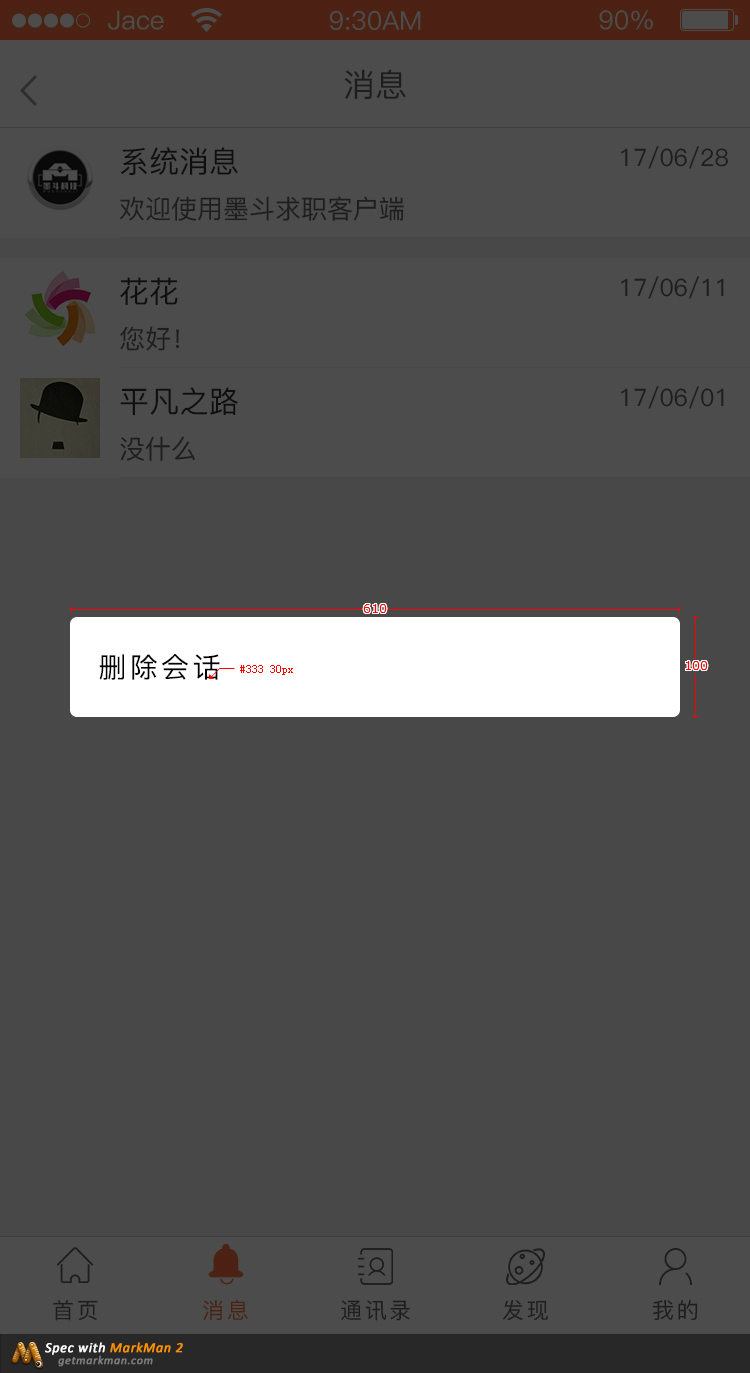 Jace 9:30AM 90%
消息
系统消息 17/06/28
欢迎使用墨斗求职客户端
墨斗科技
花花 17/06/11
您好!
平凡之路 17/06/01
没什么
610
删除会话 #333 30px
100
首页 消息 通讯录 发现 我的
Spec with MarkMan 2
getmarkman.com